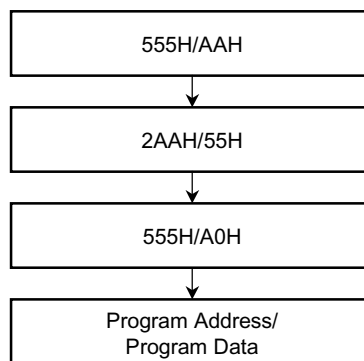 555H/AAH
2AAH/55H
555H/A0H
Program Address/
Program Data